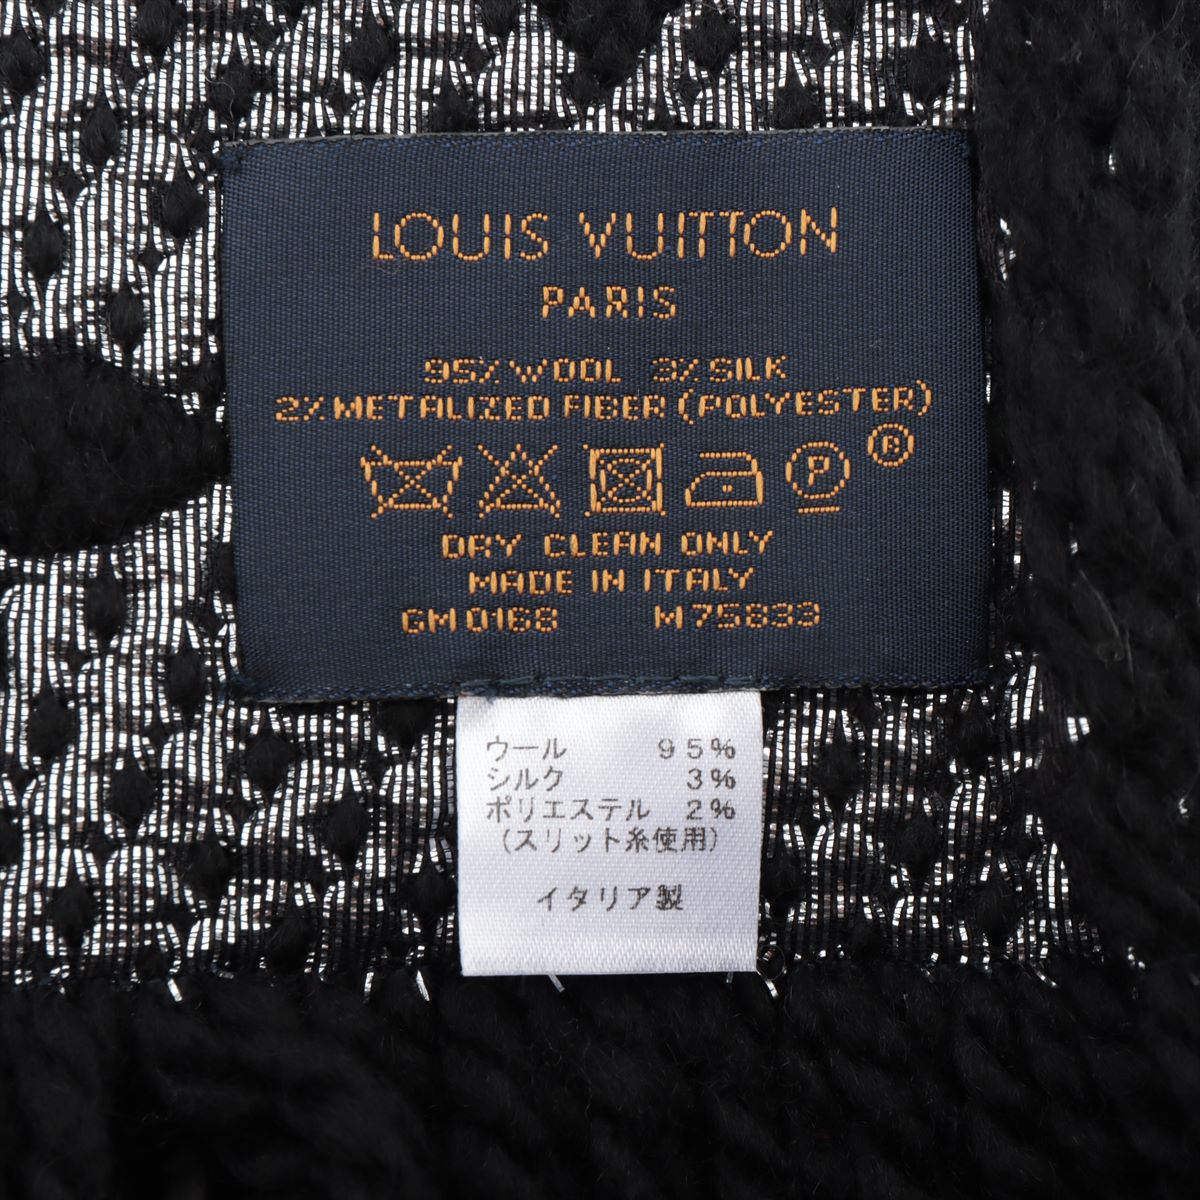 LOUIS VUITTON
PARIS
95% WOOL 3% SILK
2% METALIZED FIBER (POLYESTER)
P ®
DRY CLEAN ONLY
MADE IN ITALY
GM0168 M75833
ウール 95%
シルク 3%
ポリエステル 2%
(スリット糸使用)
イタリア製